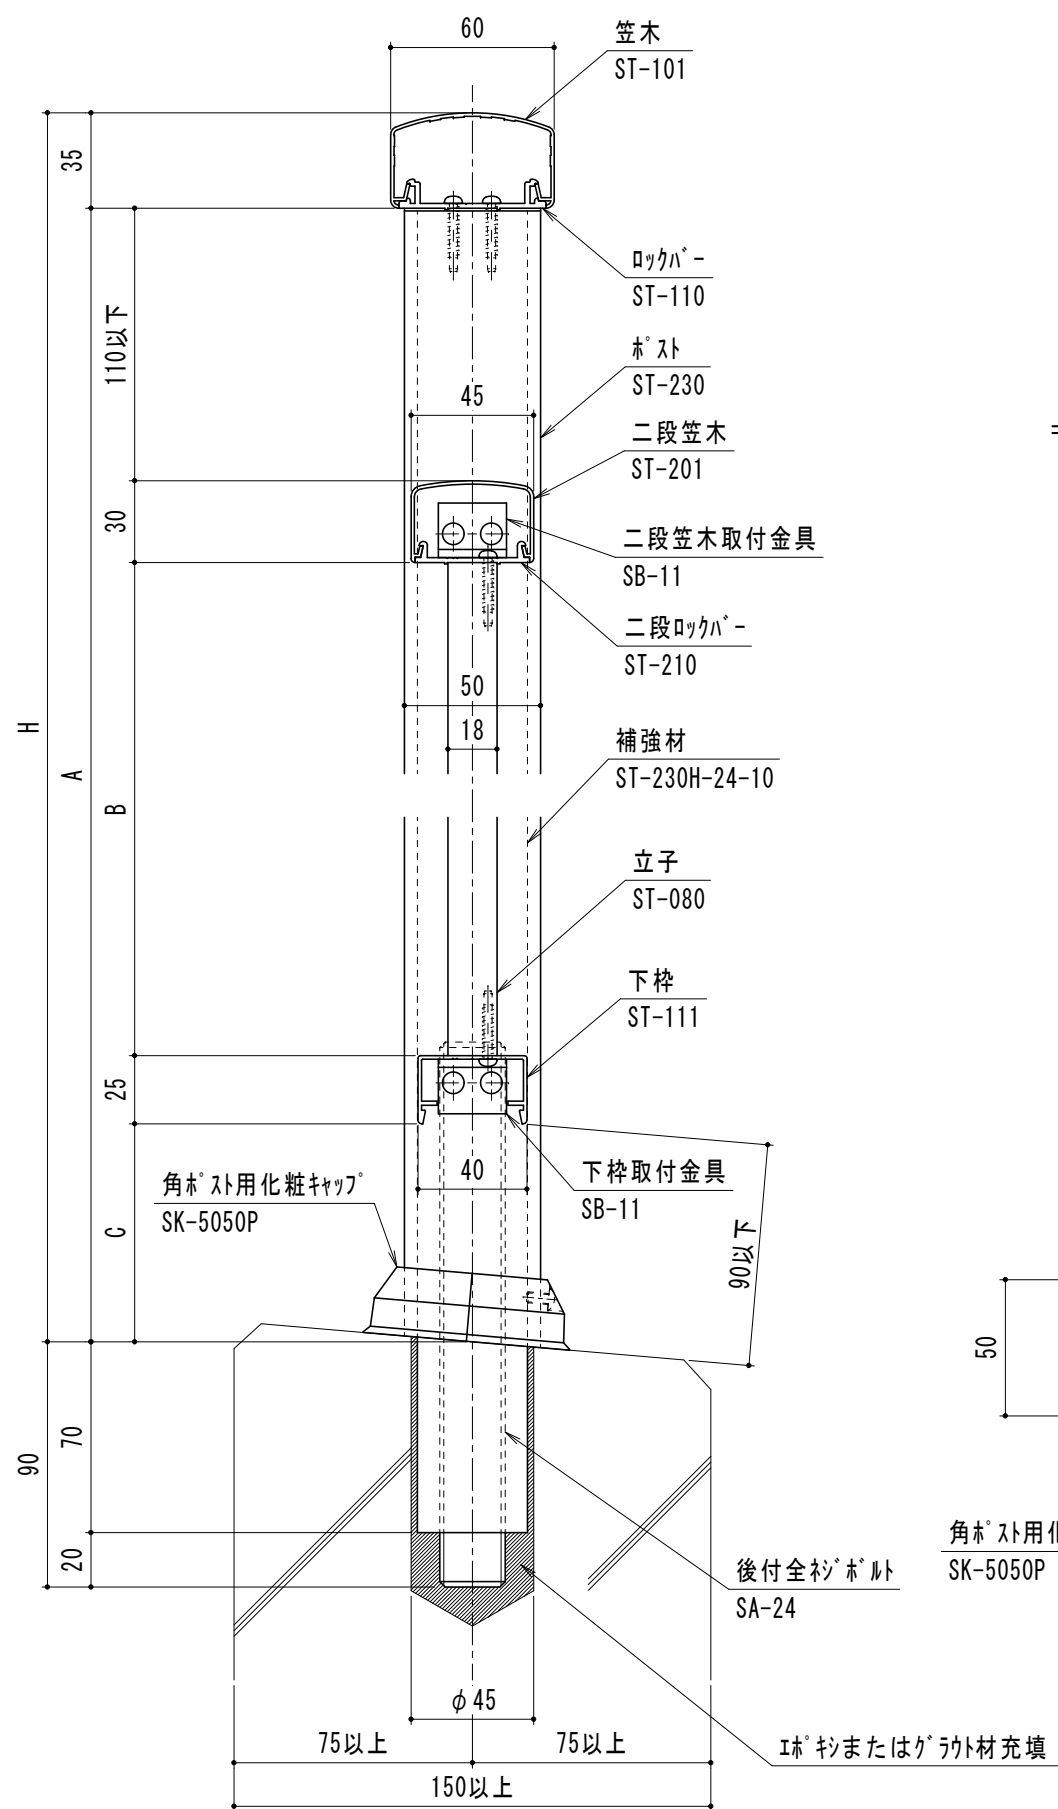 60
笠木
ST-101
35
ロックバー
ST-110
110以下
ポスト
ST-230
45
二段笠木
ST-201
30
二段笠木取付金具
SB-11
二段ロックバー
ST-210
50
18
H
A
B
補強材
ST-230H-24-10
立子
ST-080
下枠
ST-111
25
40
下枠取付金具
SB-11
角ポスト用化粧キャップ
SK-5050P
C
90以下
50
70
90
20
角ポスト用化
SK-5050P
後付全ネジボルト
SA-24
φ45
75以上
75以上
エポキシまたはグラウト材充填
150以上